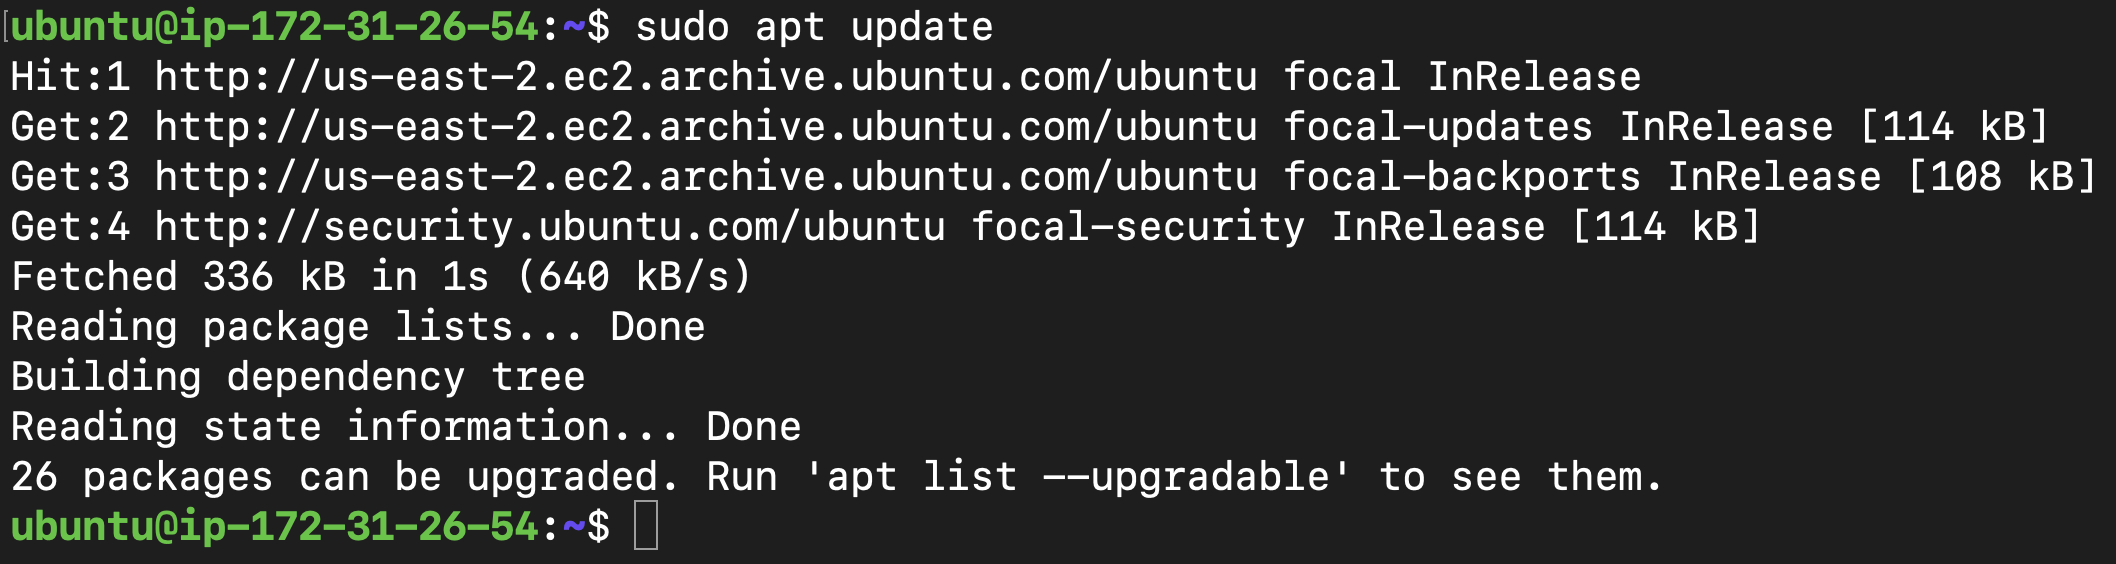 [ubuntu@ip-172-31-26-54:~$ sudo apt update
Hit:1 http://us-east-2.ec2.archive.ubuntu.com/ubuntu focal InRelease
Get:2 http://us-east-2.ec2.archive.ubuntu.com/ubuntu focal-updates InRelease [114 kB]
Get:3 http://us-east-2.ec2.archive.ubuntu.com/ubuntu focal-backports InRelease [108 kB]
Get:4 http://security.ubuntu.com/ubuntu focal-security InRelease [114 kB]
Fetched 336 kB in 1s (640 kB/s)
Reading package lists... Done
Building dependency tree
Reading state information... Done
26 packages can be upgraded. Run 'apt list --upgradable' to see them.
ubuntu@ip-172-31-26-54:~$